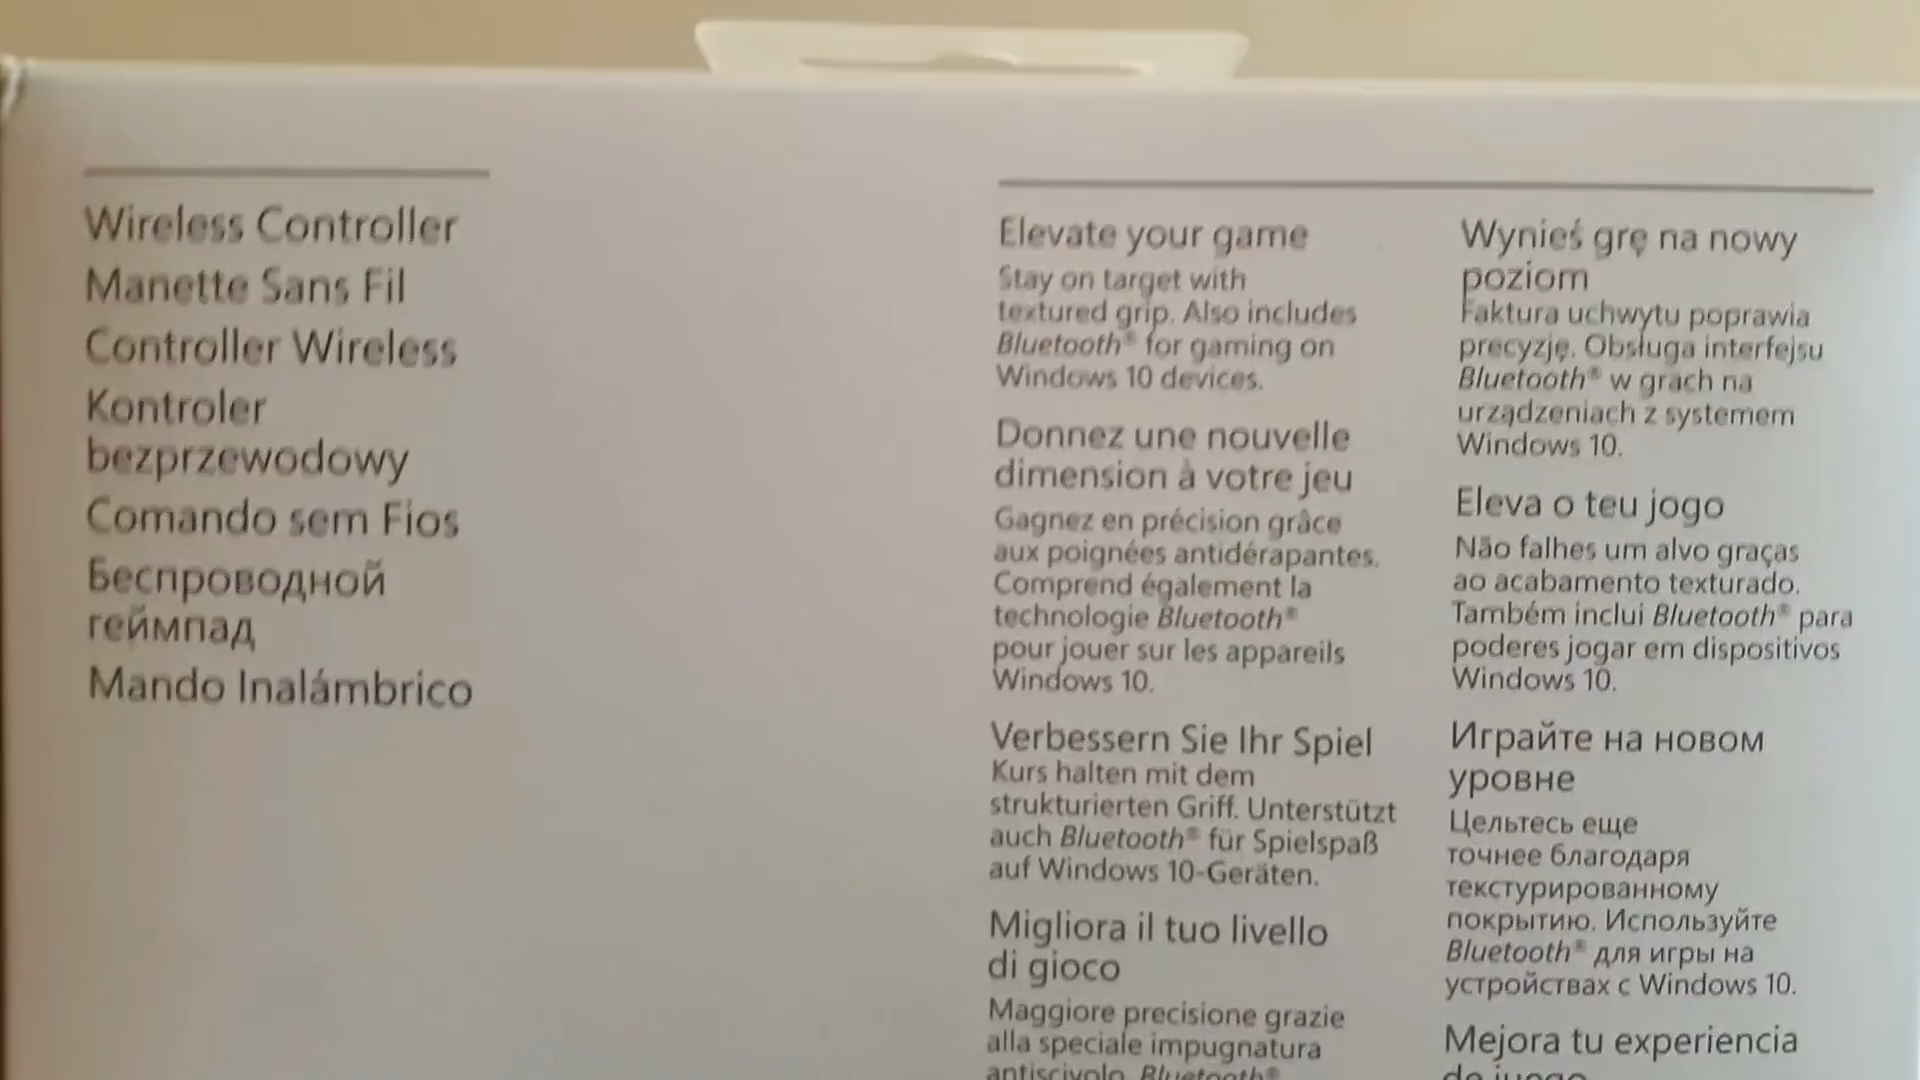 Wireless Controller
Manette Sans Fil
Controller Wireless
Kontroler
bezprzewodowy
Comando sem Fios
Беспроводной
геймпад
Mando Inalámbrico
Elevate your game
Stay on target with
textured grip. Also includes
Bluetooth® for gaming on
Windows 10 devices.
Donnez une nouvelle
dimension à votre jeu
Gagnez en précision grâce
aux poignées antidérapantes.
Comprend également la
technologie Bluetooth®
pour jouer sur les appareils
Windows 10.
Verbessern Sie Ihr Spiel
Kurs halten mit dem
strukturierten Griff. Unterstützt
auch Bluetooth® für Spielspaß
auf Windows 10-Geräten.
Migliora il tuo livello
di gioco
Maggiore precisione grazie
alla speciale impugnatura
antiscivolo. Bluetooth®
Wynieś grę na nowy
poziom
Faktura uchwytu poprawia
precyzję. Obsługa interfejsu
Bluetooth® w grach na
urządzeniach z systemem
Windows 10.
Eleva o teu jogo
Não falhes um alvo graças
ao acabamento texturado.
Também inclui Bluetooth® para
poderes jogar em dispositivos
Windows 10.
Играйте на новом
уровне
Цельтесь еще
точнее благодаря
текстурированному
покрытию. Используйте
Bluetooth® для игры на
устройствах с Windows 10.
Mejora tu experiencia
de juego